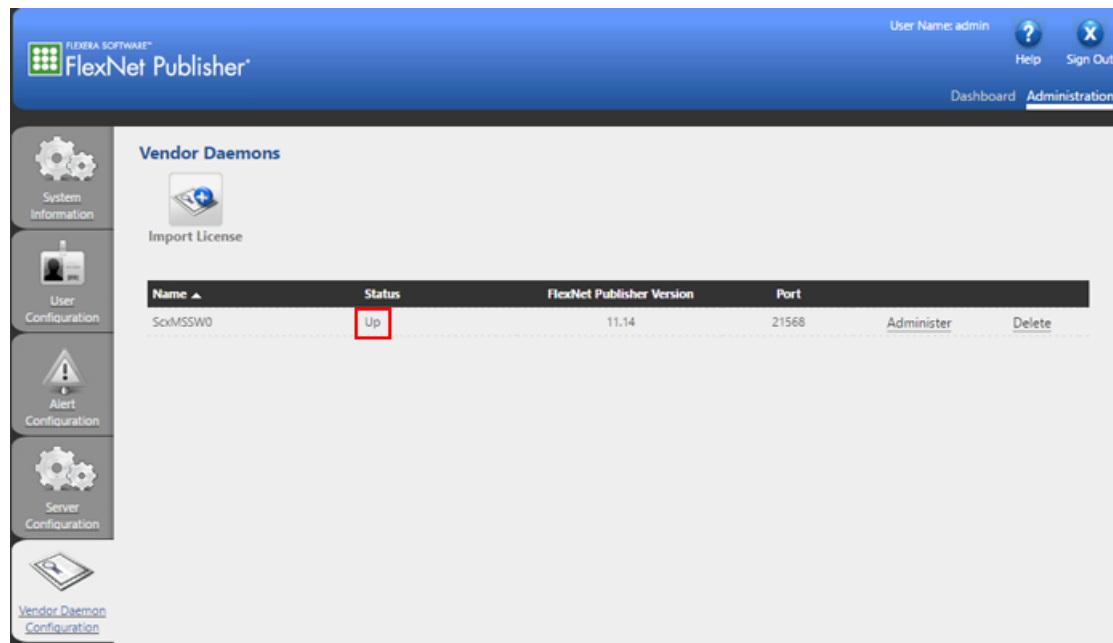 User Name: admin
FLEXERA SOFTWARE™
FlexNet Publisher®
Help
Sign Out
Dashboard Administration
System
Information
User
Configuration
Alert
Configuration
Server
Configuration
Vendor Daemon
Configuration
Vendor Daemons
Import License
Name Status FlexNet Publisher Version Port
ScxMSSW0 Up 11.14 21568 Administer Delete